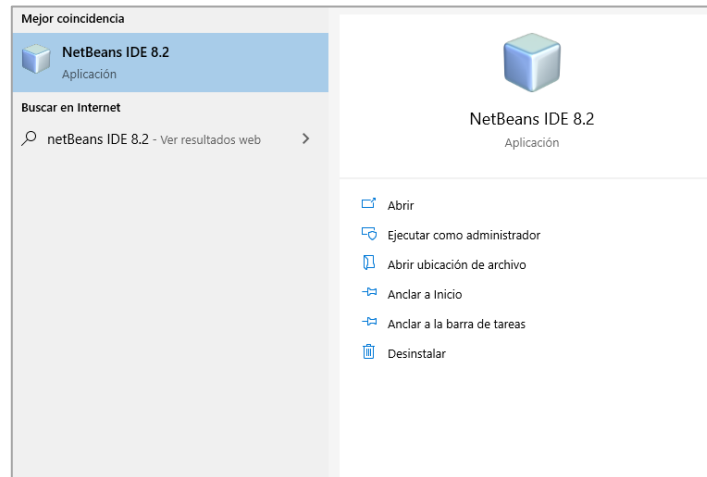 Mejor coincidencia
NetBeans IDE 8.2
Aplicación
Buscar en Internet
netBeans IDE 8.2 - Ver resultados web
NetBeans IDE 8.2
Aplicación
Abrir
Ejecutar como administrador
Abrir ubicación de archivo
Anclar a Inicio
Anclar a la barra de tareas
Desinstalar